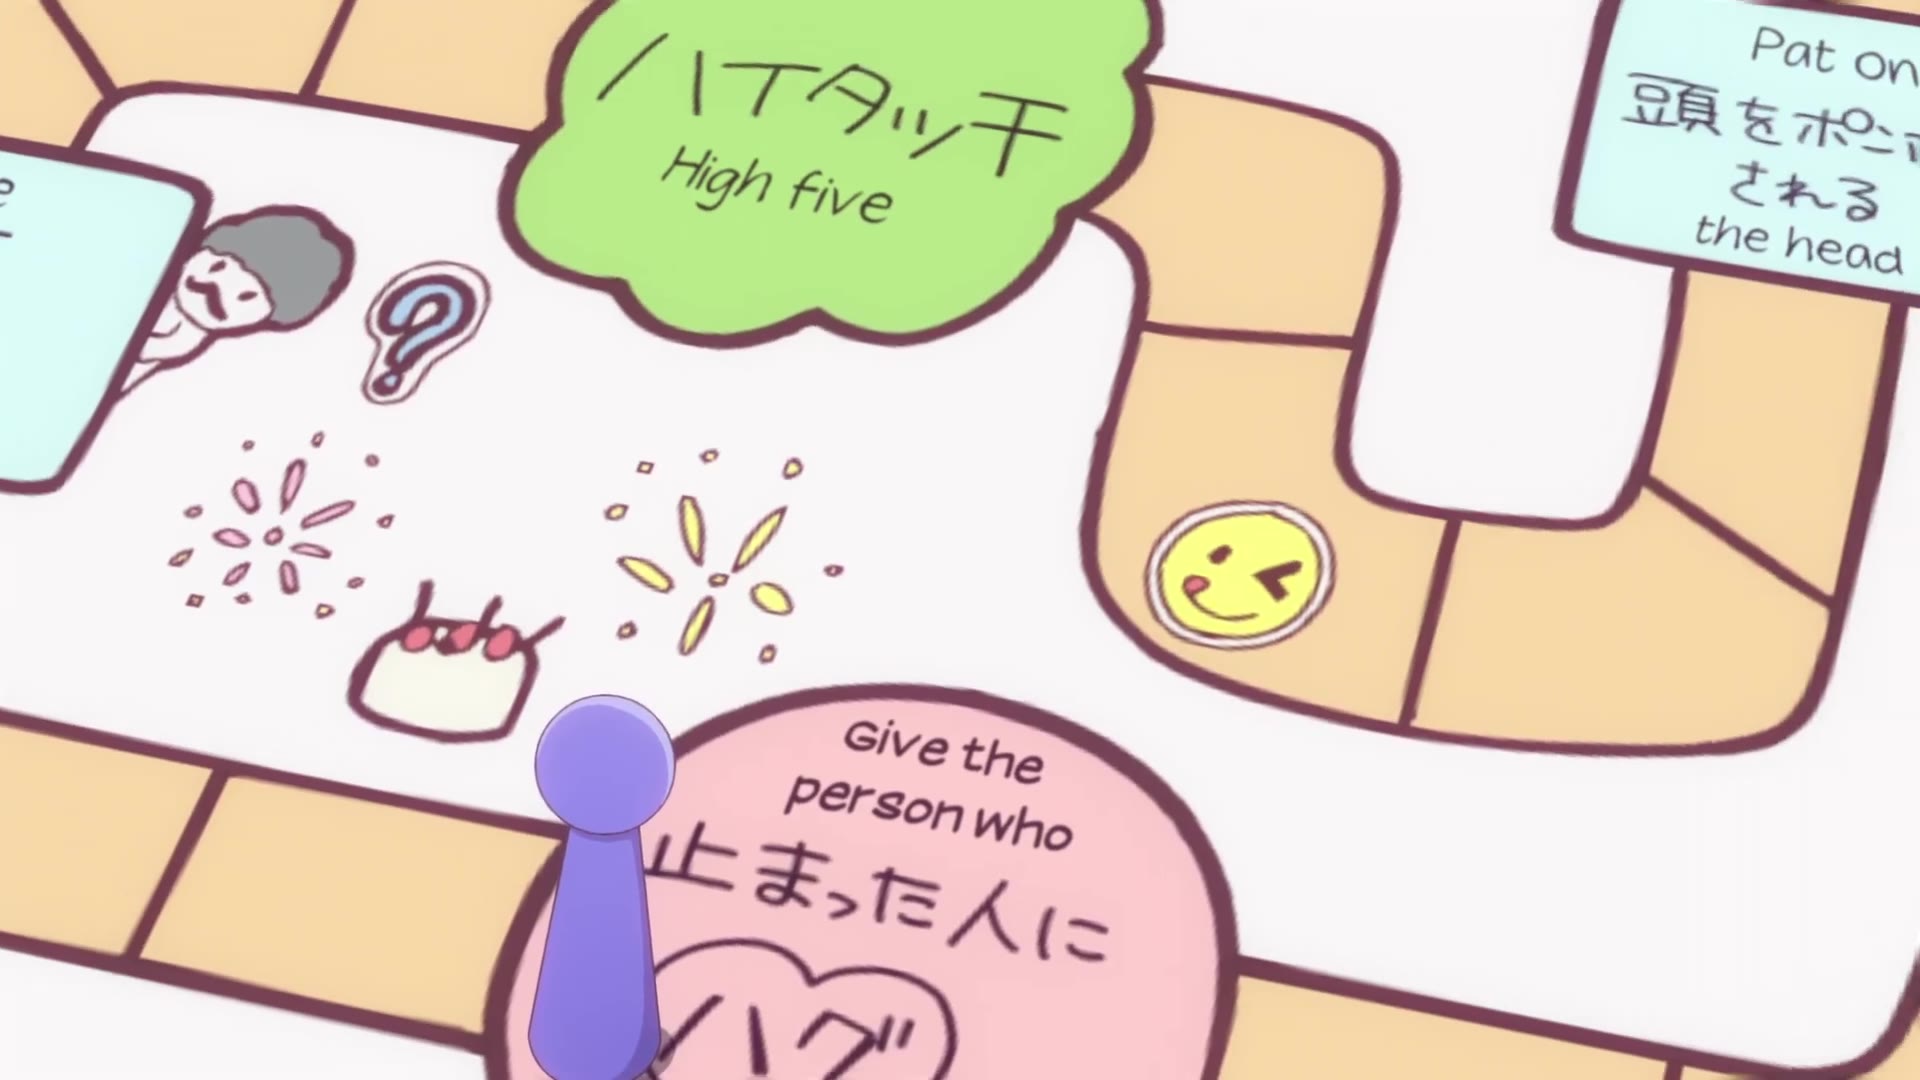 ハイタッチ
High five
Pat on
頭をポンポ
される
the head
Give the
person who
止まった人に
ハグ